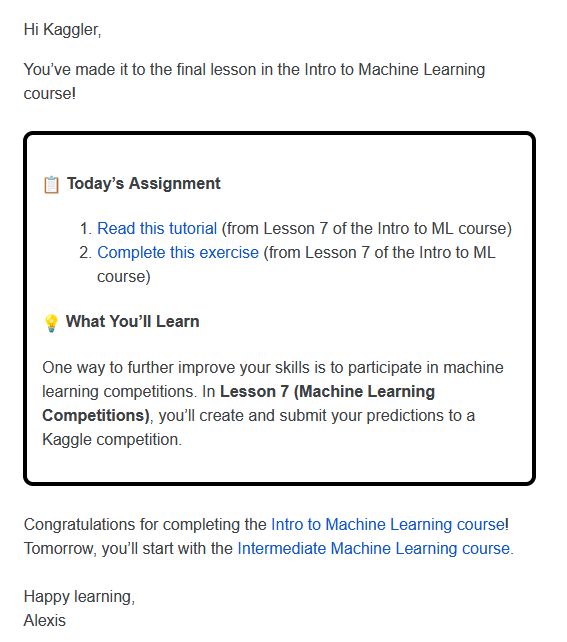 Hi Kaggler,
You’ve made it to the final lesson in the Intro to Machine Learning
course!
📋 Today’s Assignment
1. Read this tutorial (from Lesson 7 of the Intro to ML course)
2. Complete this exercise (from Lesson 7 of the Intro to ML
course)
💡 What You’ll Learn
One way to further improve your skills is to participate in machine
learning competitions. In Lesson 7 (Machine Learning
Competitions), you’ll create and submit your predictions to a
Kaggle competition.
Congratulations for completing the Intro to Machine Learning course!
Tomorrow, you’ll start with the Intermediate Machine Learning course.
Happy learning,
Alexis